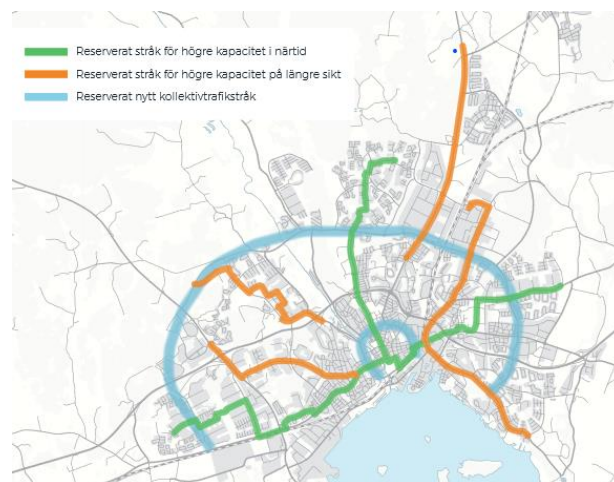 Reserverat stråk för högre kapacitet i närtid
Reserverat stråk för högre kapacitet på längre sikt
Reserverat nytt kollektivtrafikstråk